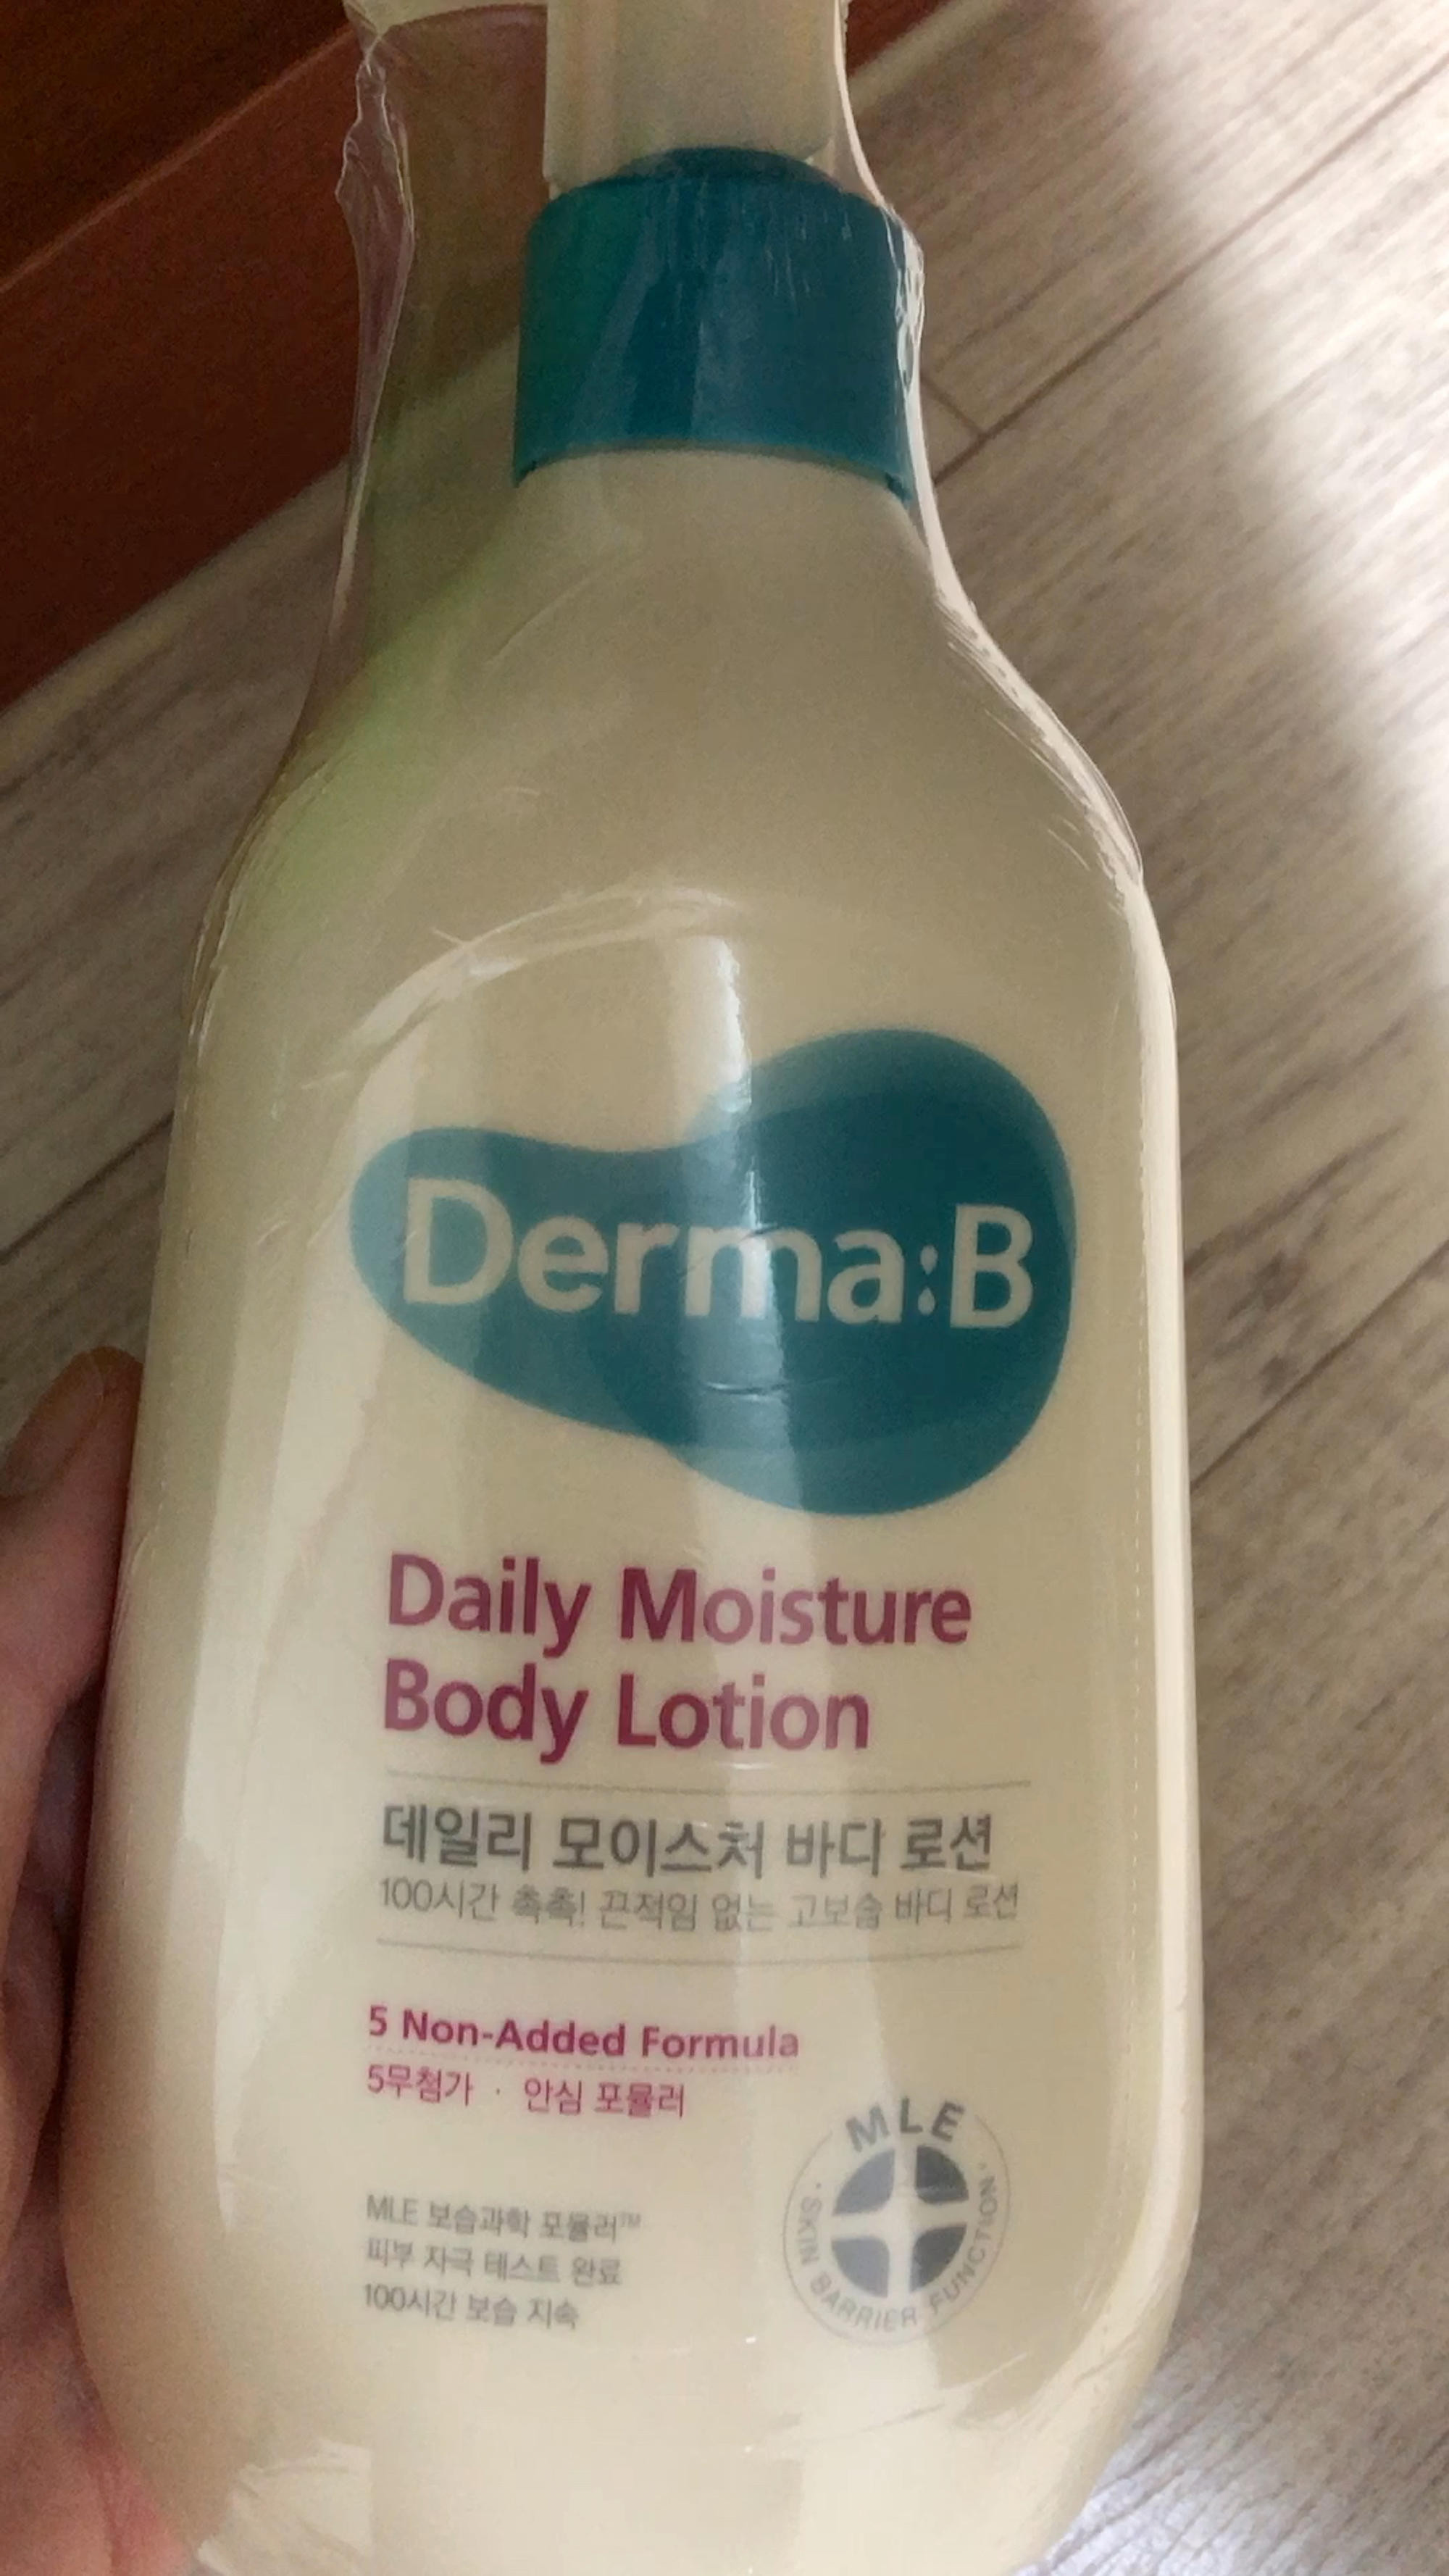 Derma:B
Daily Moisture
Body Lotion
데일리 모이스처 바디 로션
100시간 촉촉! 끈적임 없는 고보습 바디 로션
5 Non-Added Formula
5무첨가 · 안심 포뮬러
MLE 보습과학 포뮬러™
피부 자극 테스트 완료
100시간 보습 지속
MLE
SKIN BARRIER FUNCTION